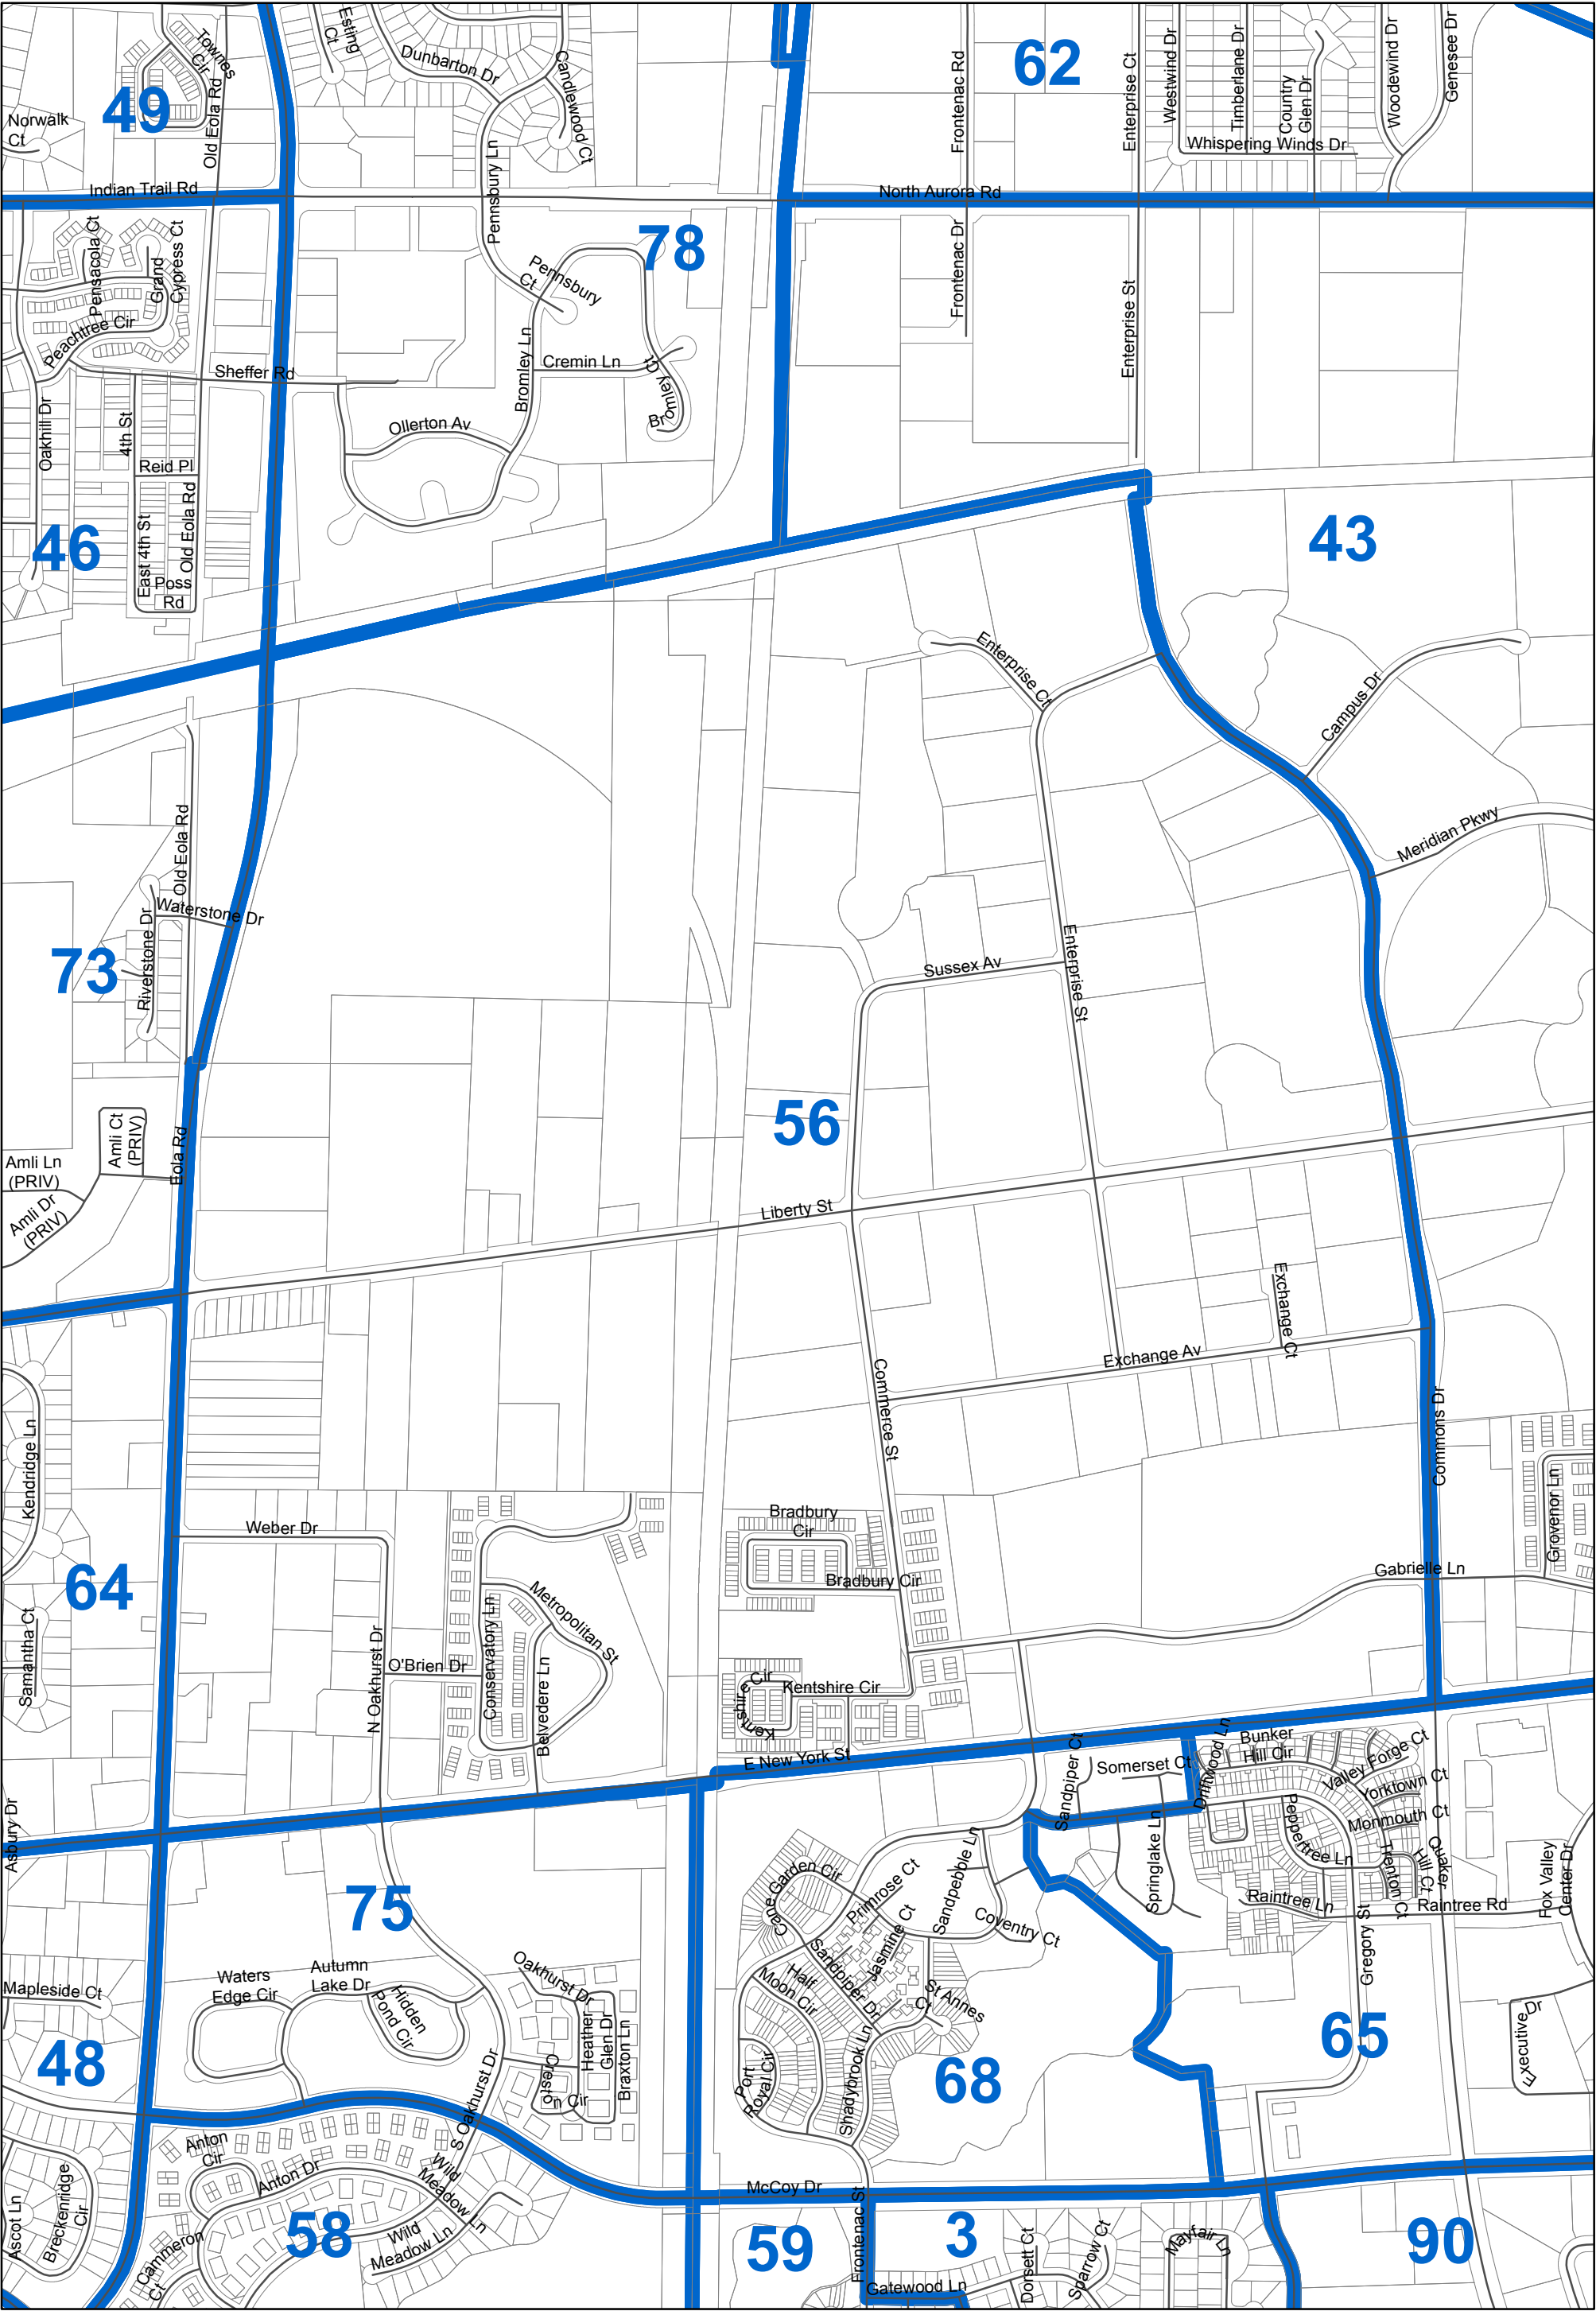 Townes
Cir
Esting
Ct
Dunbarton Dr
Candlewood Ct
49
Norwalk
Ct
Old Eola Rd
Indian Trail Rd
Pennsbury Ln
62
Frontenac Rd
Enterprise Ct
Westwind Dr
Timberlane Dr
Country
Glen Dr
Woodewind Dr
Genesee Dr
Whispering Winds Dr
North Aurora Rd
Pensacola Ct
Grand
Cypress Ct
Peachtree Cir
78
Pennsbury
Ct
Frontenac Dr
Enterprise St
Sheffer Rd
Bromley Ln
Cremin Ln
Bromley Ct
Oakhill Dr
4th St
Ollerton Av
Reid Pl
46
East 4th St
Old Eola Rd
Poss
Rd
43
Enterprise Ct
Campus Dr
Old Eola Rd
Meridian Pkwy
Waterstone Dr
Riverstone Dr
73
Sussex Av
Enterprise St
56
Amli Ct
(PRIV)
Eola Rd
Amli Ln
(PRIV)
Amli Dr
(PRIV)
Liberty St
Exchange Ct
Exchange Av
Commerce St
Commons Dr
Kendridge Ln
Grovenor Ln
Weber Dr
Bradbury
Cir
Bradbury Cir
Gabrielle Ln
64
Metropolitan St
Samantha Ct
N Oakhurst Dr
O'Brien Dr
Conservatory Ln
Belvedere Ln
Kentshire Cir
Kentshire Cir
E New York St
Sandpiper Ct
Somerset Ct
Driftwood Ln
Bunker
Hill Cir
Valley Forge Ct
Yorktown Ct
Monmouth Ct
Peppertree Ln
Trenton Ct
Quaker
Hill Ct
Asbury Dr
75
Cane Garden Cir
Primrose Ct
Sandpebble Ln
Springlake Ln
Raintree Ln
Raintree Rd
Fox Valley
Center Dr
Coventry Ct
Jasmine Ct
Sandpiper Dr
Half
Moon Cir
St Annes
Ct
Gregory St
Mapleside Ct
Waters
Edge Cir
Autumn
Lake Dr
Hidden
Pond Cir
Oakhurst Dr
Heather
Glen Dr
Braxton Ln
Creston Cir
48
Port
Royal Cir
Shadybrook Ln
68
65
Executive Dr
S Oakhurst Dr
Anton
Cir
Anton Dr
Wild
Meadow Ln
Wild
Meadow Ln
McCoy Dr
Frontenac St
Ascot Ln
Breckenridge
Cir
Cammeron
Ct
58
59
3
Gatewood Ln
Dorsett Ct
Sparrow Ct
Mayfair Ln
90